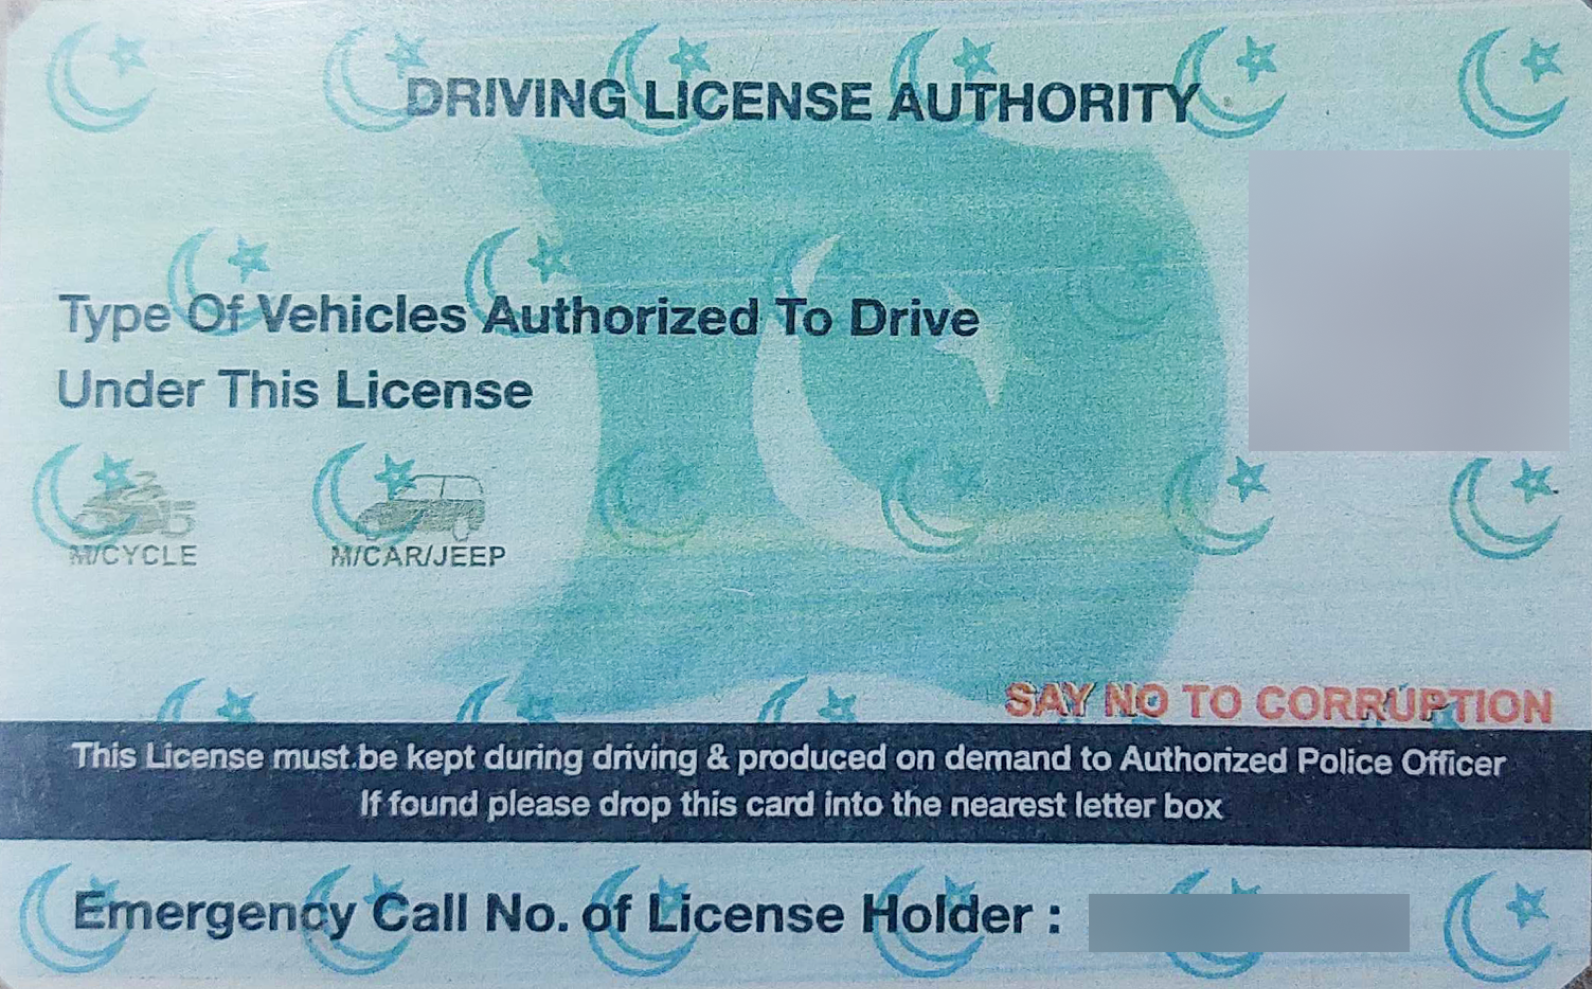 DRIVING LICENSE AUTHORITY
Type Of Vehicles Authorized To Drive
Under This License
M/CYCLE
M/CAR/JEEP
SAY NO TO CORRUPTION
This License must be kept during driving & produced on demand to Authorized Police Officer
If found please drop this card into the nearest letter box
Emergency Call No. of License Holder :